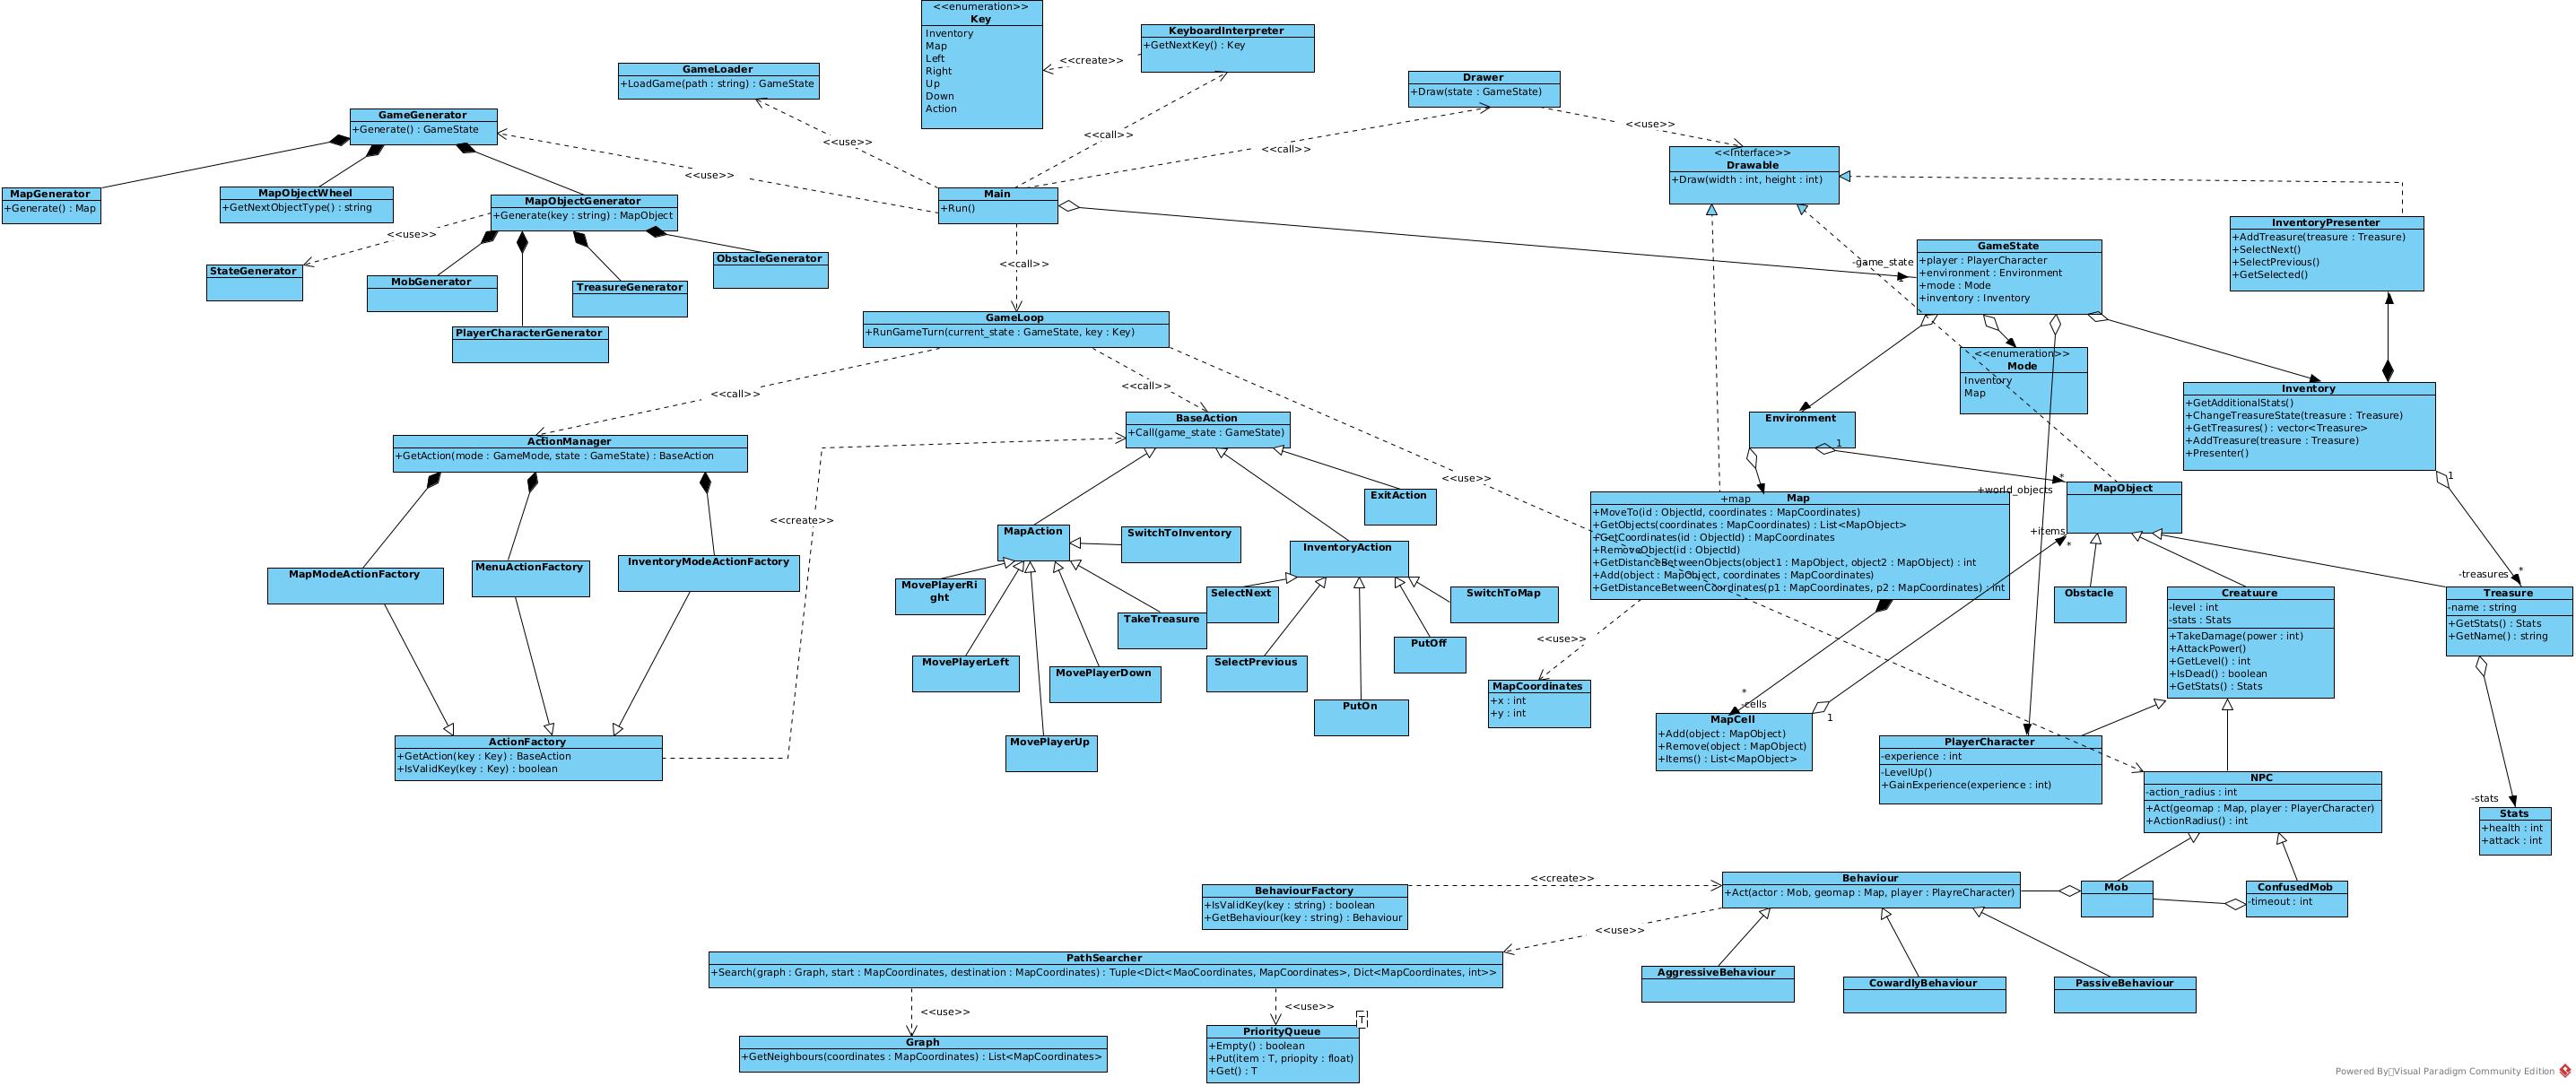 <<enumeration>>
Key
Inventory
Map
Left
Right
Up
Down
Action
KeyboardInterpreter
+GetNextKey() : Key
<<create>>
GameLoader
+LoadGame(path : string) : GameState
Drawer
+Draw(state : GameState)
GameGenerator
+Generate() : GameState
<<use>>
<<call>>
<<call>>
<<use>>
<<use>>
<<Interface>>
Drawable
+Draw(width : int, height : int)
MapGenerator
+Generate() : Map
MapObjectWheel
+GetNextObjectType() : string
MapObjectGenerator
+Generate(key : string) : MapObject
Main
+Run()
<<use>>
StateGenerator
MobGenerator
PlayerCharacterGenerator
TreasureGenerator
ObstacleGenerator
<<call>>
InventoryPresenter
+AddTreasure(treasure : Treasure)
+SelectNext()
+SelectPrevious()
+GetSelected()
-game_state
GameState
+player : PlayerCharacter
+environment : Environment
+mode : Mode
+inventory : Inventory
GameLoop
+RunGameTurn(current_state : GameState, key : Key)
<<call>>
<<call>>
<<enumeration>>
Mode
Inventory
Map
Inventory
+GetAdditionalStats()
+ChangeTreasureState(treasure : Treasure)
+GetTreasures() : vector<Treasure>
+AddTreasure(treasure : Treasure)
+Presenter()
ActionManager
+GetAction(mode : GameMode, state : GameState) : BaseAction
BaseAction
+Call(game_state : GameState)
Environment
1
*
+world_objects
<<use>>
<<create>>
MapModeActionFactory
MenuActionFactory
InventoryModeActionFactory
ActionFactory
+GetAction(key : Key) : BaseAction
+IsValidKey(key : Key) : boolean
MapAction
SwitchToInventory
ExitAction
InventoryAction
MovePlayerRi
ght
MovePlayerLeft
MovePlayerUp
MovePlayerDown
TakeTreasure
SelectNext
SelectPrevious
PutOn
PutOff
SwitchToMap
+map
Map
+MoveTo(id : ObjectId, coordinates : MapCoordinates)
+GetObjects(coordinates : MapCoordinates) : List<MapObject>
+GetCoordinates(id : ObjectId) : MapCoordinates
+RemoveObject(id : ObjectId)
+GetDistanceBetweenObjects(object1 : MapObject, object2 : MapObject) : int
+Add(object : MapObject, coordinates : MapCoordinates)
+GetDistanceBetweenCoordinates(p1 : MapCoordinates, p2 : MapCoordinates) : int
MapObject
+items
*
1
*
-treasures
<<use>>
MapCoordinates
+x : int
+y : int
*
-cells
MapCell
+Add(object : MapObject)
+Remove(object : MapObject)
+Items() : List<MapObject>
1
Obstacle
Creatuure
-level : int
-stats : Stats
+TakeDamage(power : int)
+AttackPower()
+GetLevel() : int
+IsDead() : boolean
+GetStats() : Stats
Treasure
-name : string
+GetStats() : Stats
+GetName() : string
PlayerCharacter
-experience : int
-LevelUp()
+GainExperience(experience : int)
NPC
-action_radius : int
+Act(geomap : Map, player : PlayerCharacter)
+ActionRadius() : int
-stats
Stats
+health : int
+attack : int
BehaviourFactory
+IsValidKey(key : string) : boolean
+GetBehaviour(key : string) : Behaviour
<<create>>
Behaviour
+Act(actor : Mob, geomap : Map, player : PlayreCharacter)
Mob
ConfusedMob
-timeout : int
<<use>>
PathSearcher
+Search(graph : Graph, start : MapCoordinates, destination : MapCoordinates) : Tuple<Dict<MaoCoordinates, MapCoordinates>, Dict<MapCoordinates, int>>
AggressiveBehaviour
CowardlyBehaviour
PassiveBehaviour
<<use>>
<<use>>
Graph
+GetNeighbours(coordinates : MapCoordinates) : List<MapCoordinates>
T
PriorityQueue
+Empty() : boolean
+Put(item : T, priopity : float)
+Get() : T
Powered By Visual Paradigm Community Edition